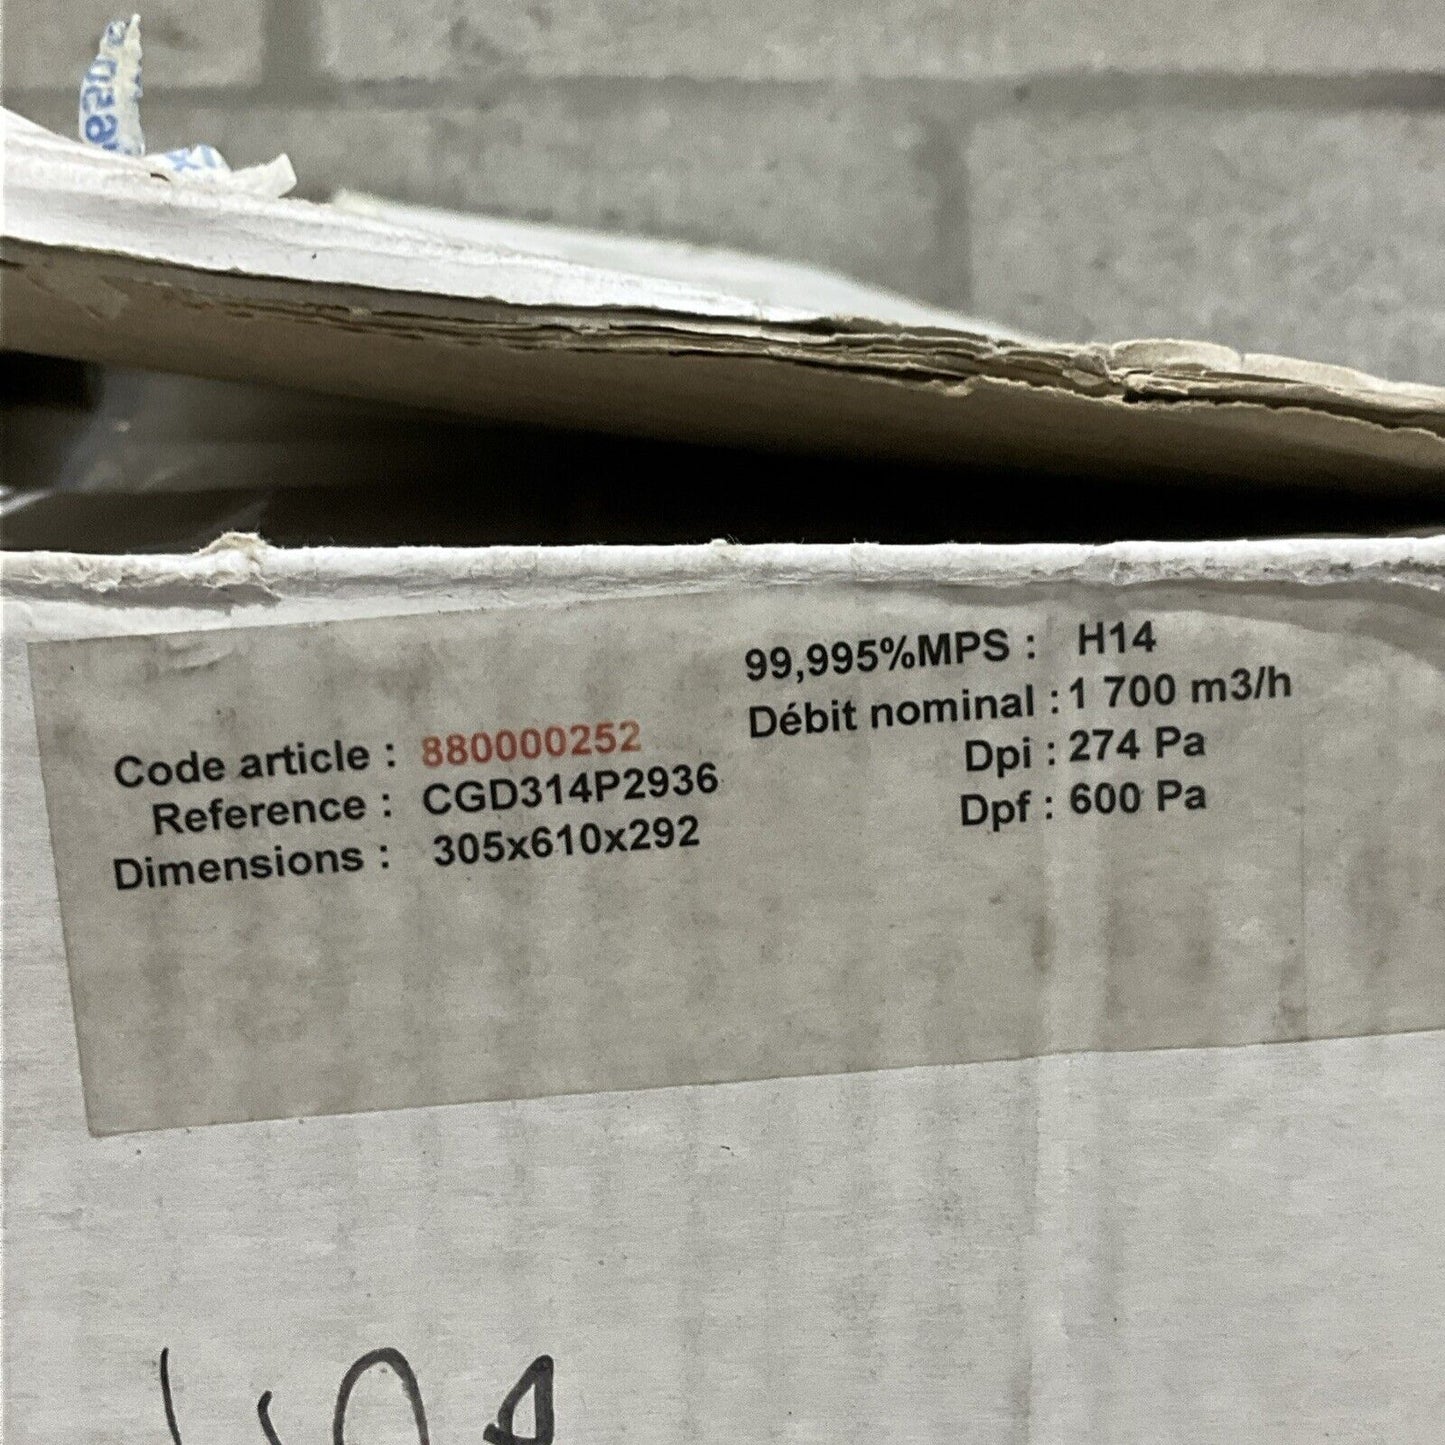 Code article : 880000252
Reference : CGD314P2936
Dimensions : 305x610x292
99,995%MPS : H14
Débit nominal : 1 700 m3/h
Dpi : 274 Pa
Dpf : 600 Pa